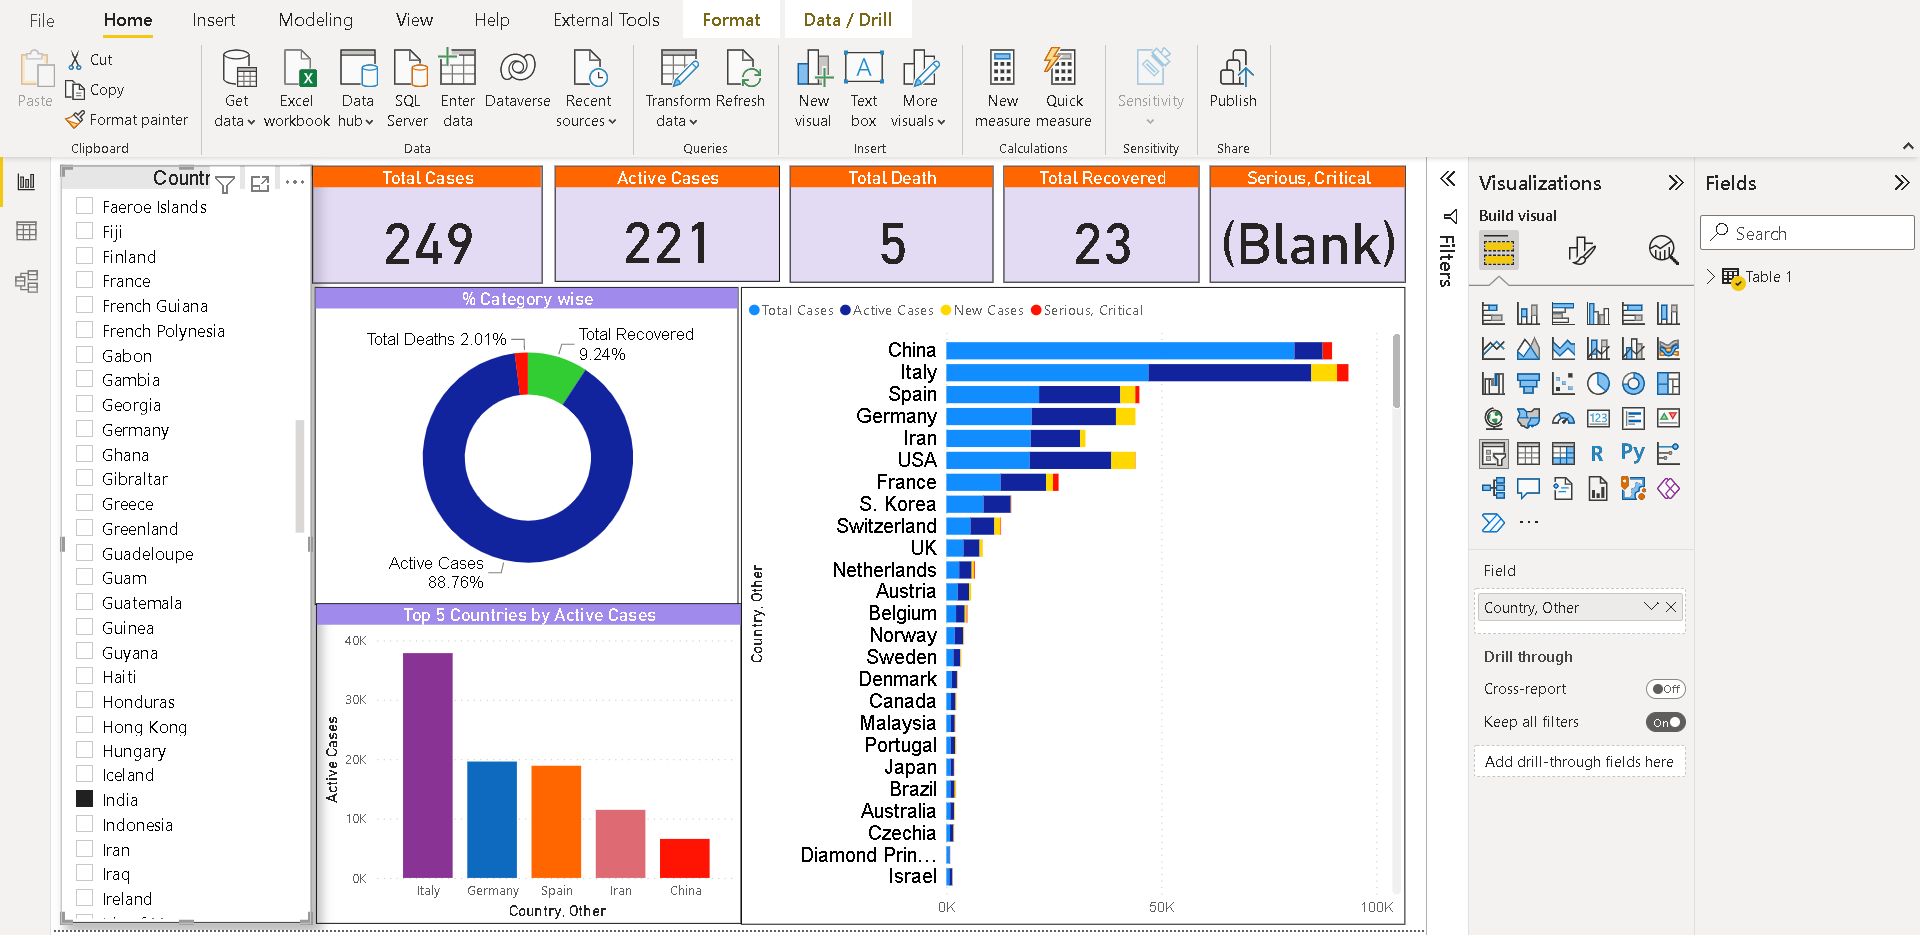 File
Home
Insert
Modeling
View
Help
External Tools
Format
Data / Drill
Paste
Cut
Copy
Format painter
Clipboard
Get
data
Excel
workbook
Data
hub
SQL
Server
Enter
data
Dataverse
Recent
sources
Data
Transform
data
Refresh
Queries
New
visual
Text
box
More
visuals
Insert
New
measure
Quick
measure
Calculations
Sensitivity
Sensitivity
Publish
Share
Faeroe Islands
Fiji
Finland
France
French Guiana
French Polynesia
Gabon
Gambia
Georgia
Germany
Ghana
Gibraltar
Greece
Greenland
Guadeloupe
Guam
Guatemala
Guinea
Guyana
Haiti
Honduras
Hong Kong
Hungary
Iceland
India
Indonesia
Iran
Iraq
Ireland
Total Cases
249
Active Cases
221
Total Death
5
Total Recovered
23
Serious, Critical
(Blank)
% Category wise
Total Deaths 2.01%
Total Recovered
9.24%
Active Cases
88.76%
Top 5 Countries by Active Cases
Active Cases
40K
30K
20K
10K
0K
Italy
Germany
Spain
Iran
China
Country, Other
Total Cases
Active Cases
New Cases
Serious, Critical
Country, Other
China
Italy
Spain
Germany
Iran
USA
France
S. Korea
Switzerland
UK
Netherlands
Austria
Belgium
Norway
Sweden
Denmark
Canada
Malaysia
Portugal
Japan
Brazil
Australia
Czechia
Diamond Prin...
Israel
0K
50K
100K
Filters
Visualizations
Build visual
123
R
Py
Field
Country, Other
Drill through
Cross-report
Off
Keep all filters
On
Add drill-through fields here
Fields
Search
Table 1